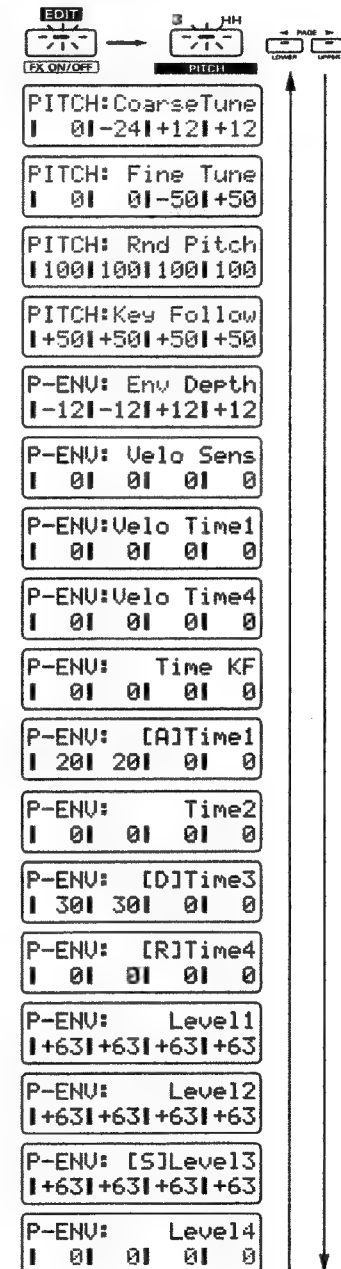 EDIT
3 HH
◄ PAGE ►
FX ON/OFF
PITCH
LOWER UPPER
PITCH:CoarseTune
0 -24 +12 +12
PITCH: Fine Tune
0 0 -50 +50
PITCH: Rnd Pitch
100 100 100 100
PITCH:Key Follow
+50 +50 +50 +50
P-ENV: Env Depth
-12 -12 +12 +12
P-ENV: Velo Sens
0 0 0 0
P-ENV:Velo Time1
0 0 0 0
P-ENV:Velo Time4
0 0 0 0
P-ENV: Time KF
0 0 0 0
P-ENV: [A]Time1
20 20 0 0
P-ENV: Time2
0 0 0 0
P-ENV: [D]Time3
30 30 0 0
P-ENV: [R]Time4
0 0 0 0
P-ENV: Level1
+63 +63 +63 +63
P-ENV: Level2
+63 +63 +63 +63
P-ENV: [S]Level3
+63 +63 +63 +63
P-ENV: Level4
0 0 0 0